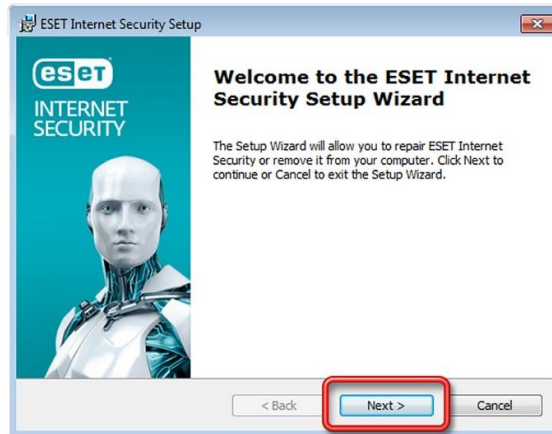 ESET Internet Security Setup
eset
INTERNET
SECURITY
Welcome to the ESET Internet
Security Setup Wizard
The Setup Wizard will allow you to repair ESET Internet
Security or remove it from your computer. Click Next to
continue or Cancel to exit the Setup Wizard.
< Back Next > Cancel